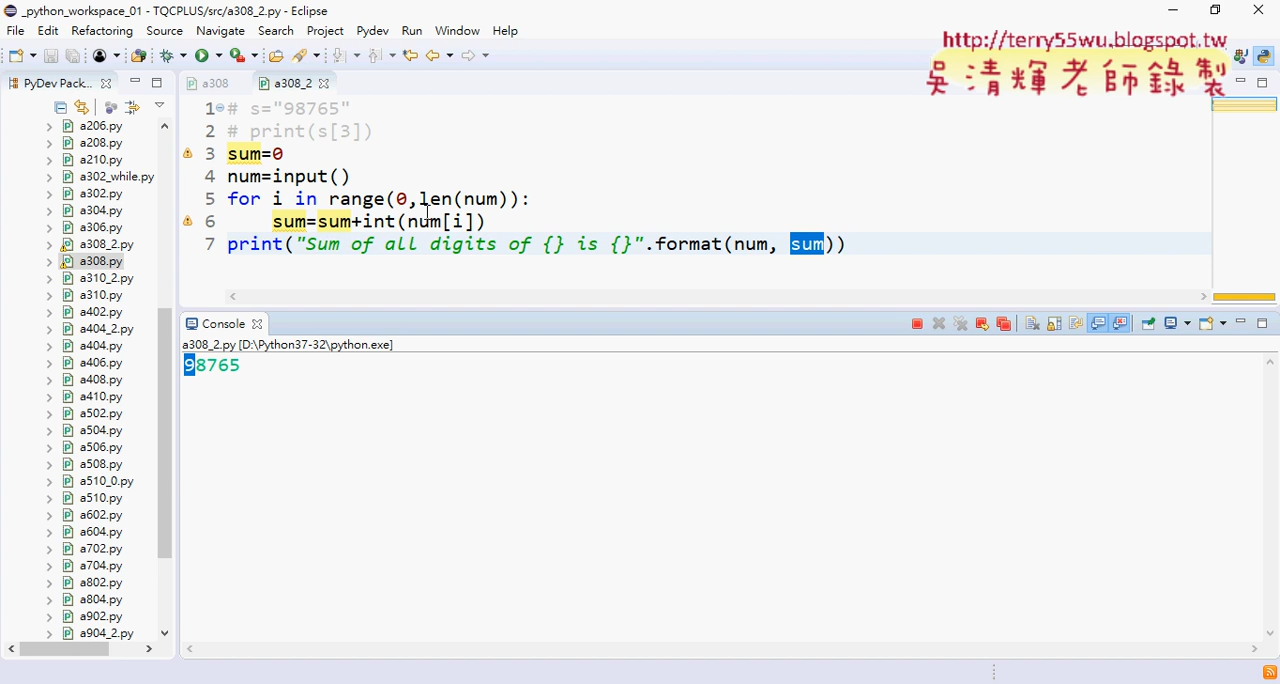 _python_workspace_01 - TQCPLUS/src/a308_2.py - Eclipse
File Edit Refactoring Source Navigate Search Project Pydev Run Window Help
http://terry55wu.blogspot.tw
吳清輝老師錄製
PyDev Pack...
a308
a308_2
a206.py
a208.py
a210.py
a302_while.py
a302.py
a304.py
a306.py
a308_2.py
a308.py
a310_2.py
a310.py
a402.py
a404_2.py
a404.py
a406.py
a408.py
a410.py
a502.py
a504.py
a506.py
a508.py
a510_0.py
a510.py
a602.py
a604.py
a702.py
a704.py
a802.py
a804.py
a902.py
a904_2.py
1 # s="98765"
2 # print(s[3])
3 sum=0
4 num=input()
5 for i in range(0,len(num)):
6     sum=sum+int(num[i])
7 print("Sum of all digits of {} is {}".format(num, sum))
Console
a308_2.py [D:\Python37-32\python.exe]
98765